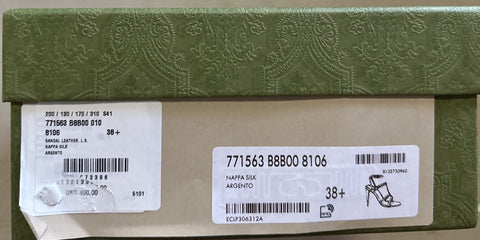 200 / 130 / 170 / 310 S41
771563 B8B00 010
8106 38+
SANDAL LEATHER, L.S.
NAPPA SILK
ARGENTO
6101
771563 B8B00 8106
NAPPA SILK
ARGENTO
B132733962
38+
ECLP306312A